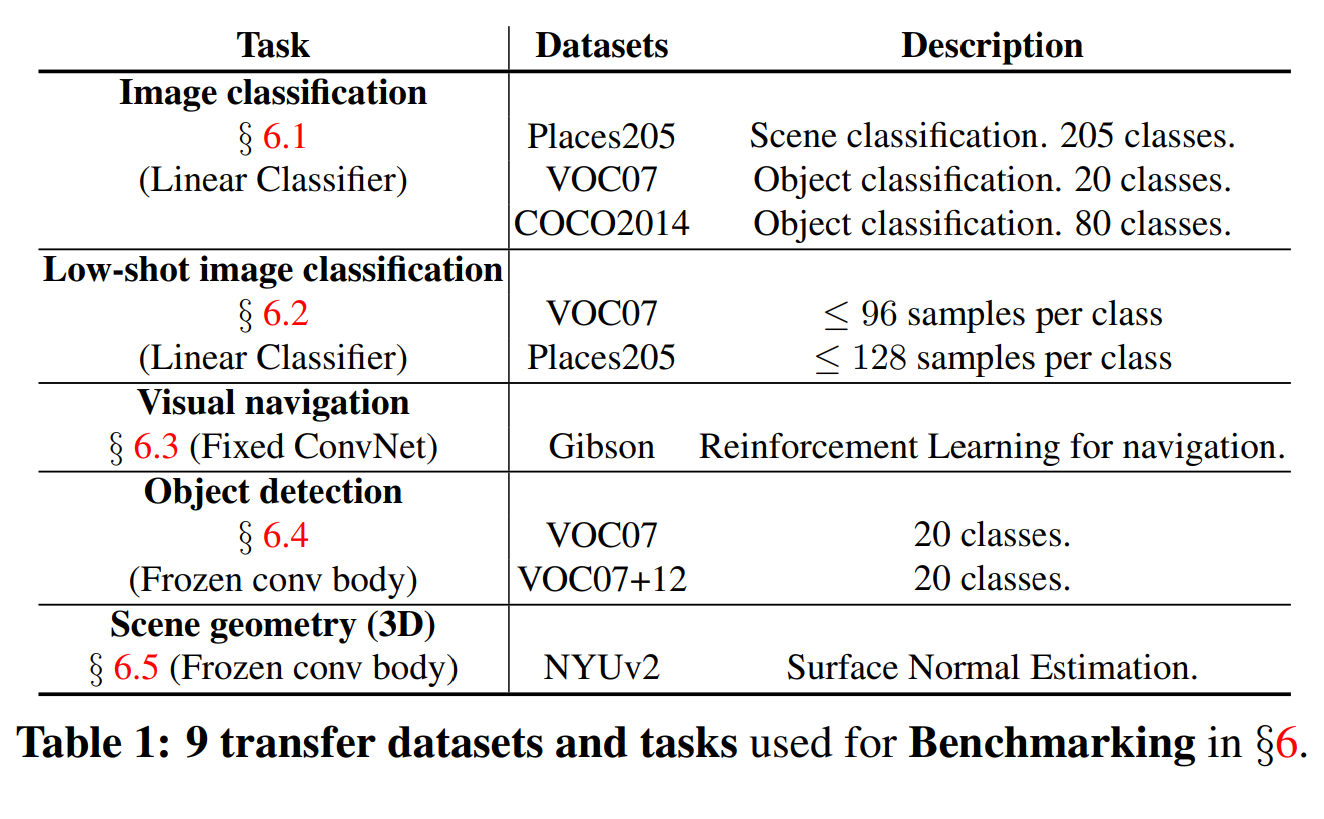 Task Datasets Description
Image classification
§ 6.1 Places205 Scene classification. 205 classes.
(Linear Classifier) VOC07 Object classification. 20 classes.
COCO2014 Object classification. 80 classes.
Low-shot image classification
§ 6.2 VOC07 ≤ 96 samples per class
(Linear Classifier) Places205 ≤ 128 samples per class
Visual navigation
§ 6.3 (Fixed ConvNet) Gibson Reinforcement Learning for navigation.
Object detection
§ 6.4 VOC07 20 classes.
(Frozen conv body) VOC07+12 20 classes.
Scene geometry (3D)
§ 6.5 (Frozen conv body) NYUv2 Surface Normal Estimation.
Table 1: 9 transfer datasets and tasks used for Benchmarking in §6.